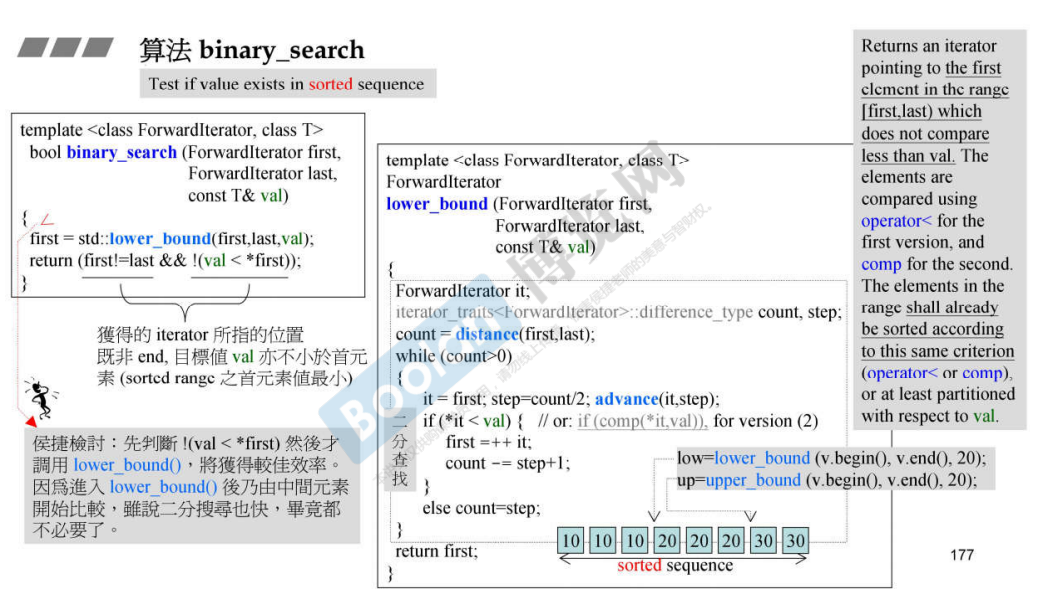 算法 binary_search
Test if value exists in sorted sequence
template <class ForwardIterator, class T>
bool binary_search (ForwardIterator first,
ForwardIterator last,
const T& val)
{
first = std::lower_bound(first,last,val);
return (first!=last && !(val < *first));
}
獲得的 iterator 所指的位置
既非 end, 目標值 val 亦不小於首元
素 (sorted range 之首元素值最小)
侯捷檢討：先判斷 !(val < *first) 然後才
調用 lower_bound()，將獲得較佳效率。
因爲進入 lower_bound() 後乃由中間元素
開始比較，雖說二分搜尋也快，畢竟都
不必要了。
template <class ForwardIterator, class T>
ForwardIterator
lower_bound (ForwardIterator first,
ForwardIterator last,
const T& val)
{
ForwardIterator it;
iterator_traits<ForwardIterator>::difference_type count, step;
count = distance(first,last);
while (count>0)
{
it = first; step=count/2; advance(it,step);
if (*it < val) { // or: if (comp(*it,val)), for version (2)
first =++ it;
count -= step+1;
}
else count=step;
}
return first;
}
二
分
查
找
low=lower_bound (v.begin(), v.end(), 20);
up=upper_bound (v.begin(), v.end(), 20);
10 10 10 20 20 20 30 30
sorted sequence
Returns an iterator
pointing to the first
element in the range
[first,last) which
does not compare
less than val. The
elements are
compared using
operator< for the
first version, and
comp for the second.
The elements in the
range shall already
be sorted according
to this same criterion
(operator< or comp),
or at least partitioned
with respect to val.
177
Boolan
博览网